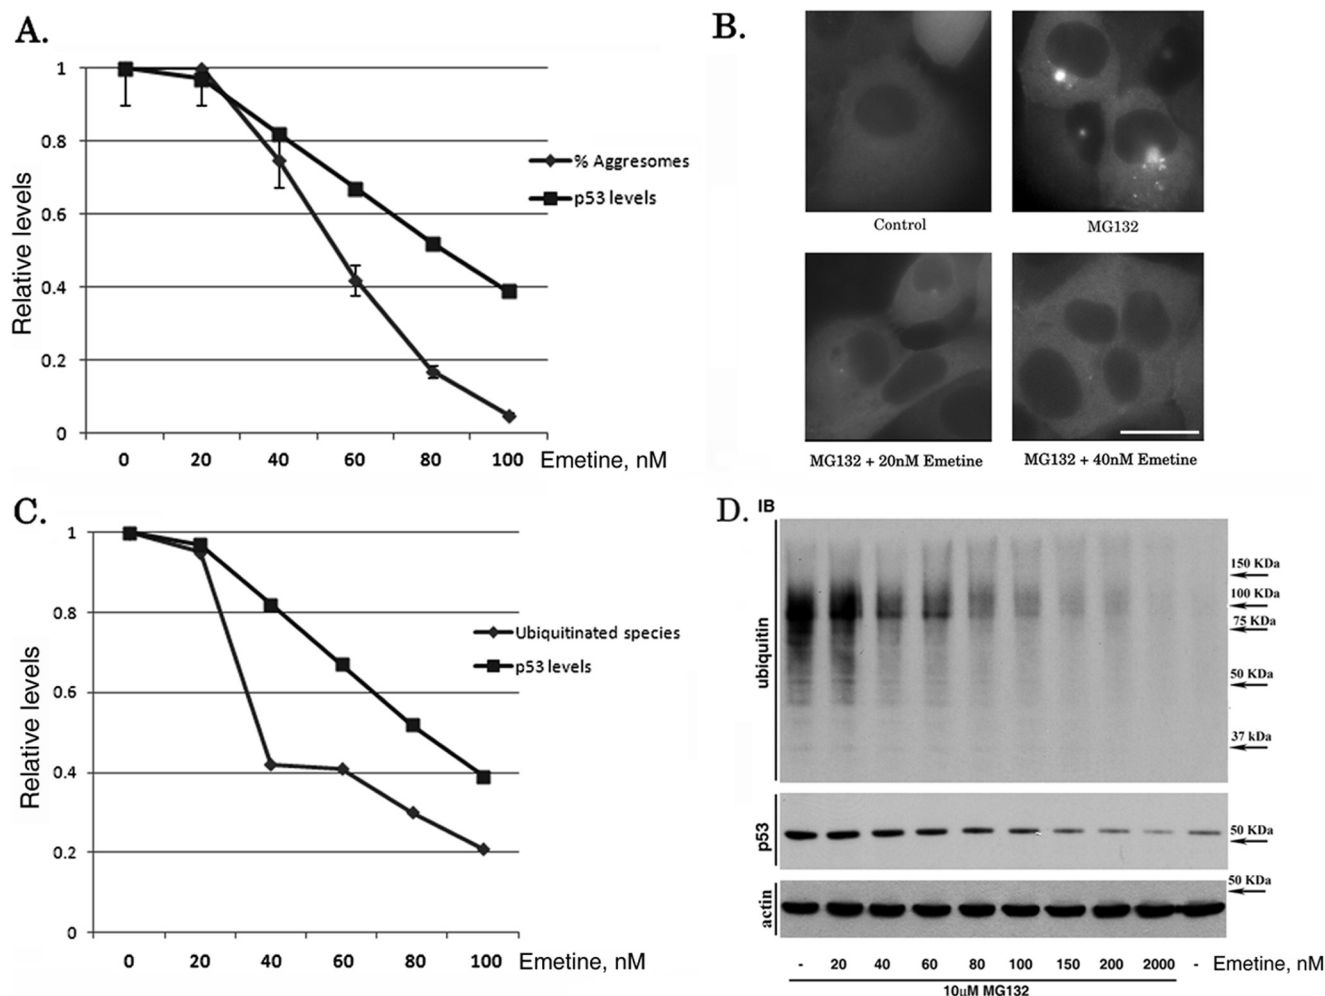 A.
1
0.8
0.6
0.4
0.2
0
Relative levels
% Aggresomes
p53 levels
0 20 40 60 80 100 Emetine, nM
B.
Control
MG132
MG132 + 20nM Emetine
MG132 + 40nM Emetine
C.
1
0.8
0.6
0.4
0.2
0
Relative levels
Ubiquitinated species
p53 levels
0 20 40 60 80 100 Emetine, nM
D. IB
ubiquitin
150 KDa
100 KDa
75 KDa
50 KDa
37 kDa
p53
50 KDa
actin
50 KDa
- 20 40 60 80 100 150 200 2000 - Emetine, nM
10µM MG132